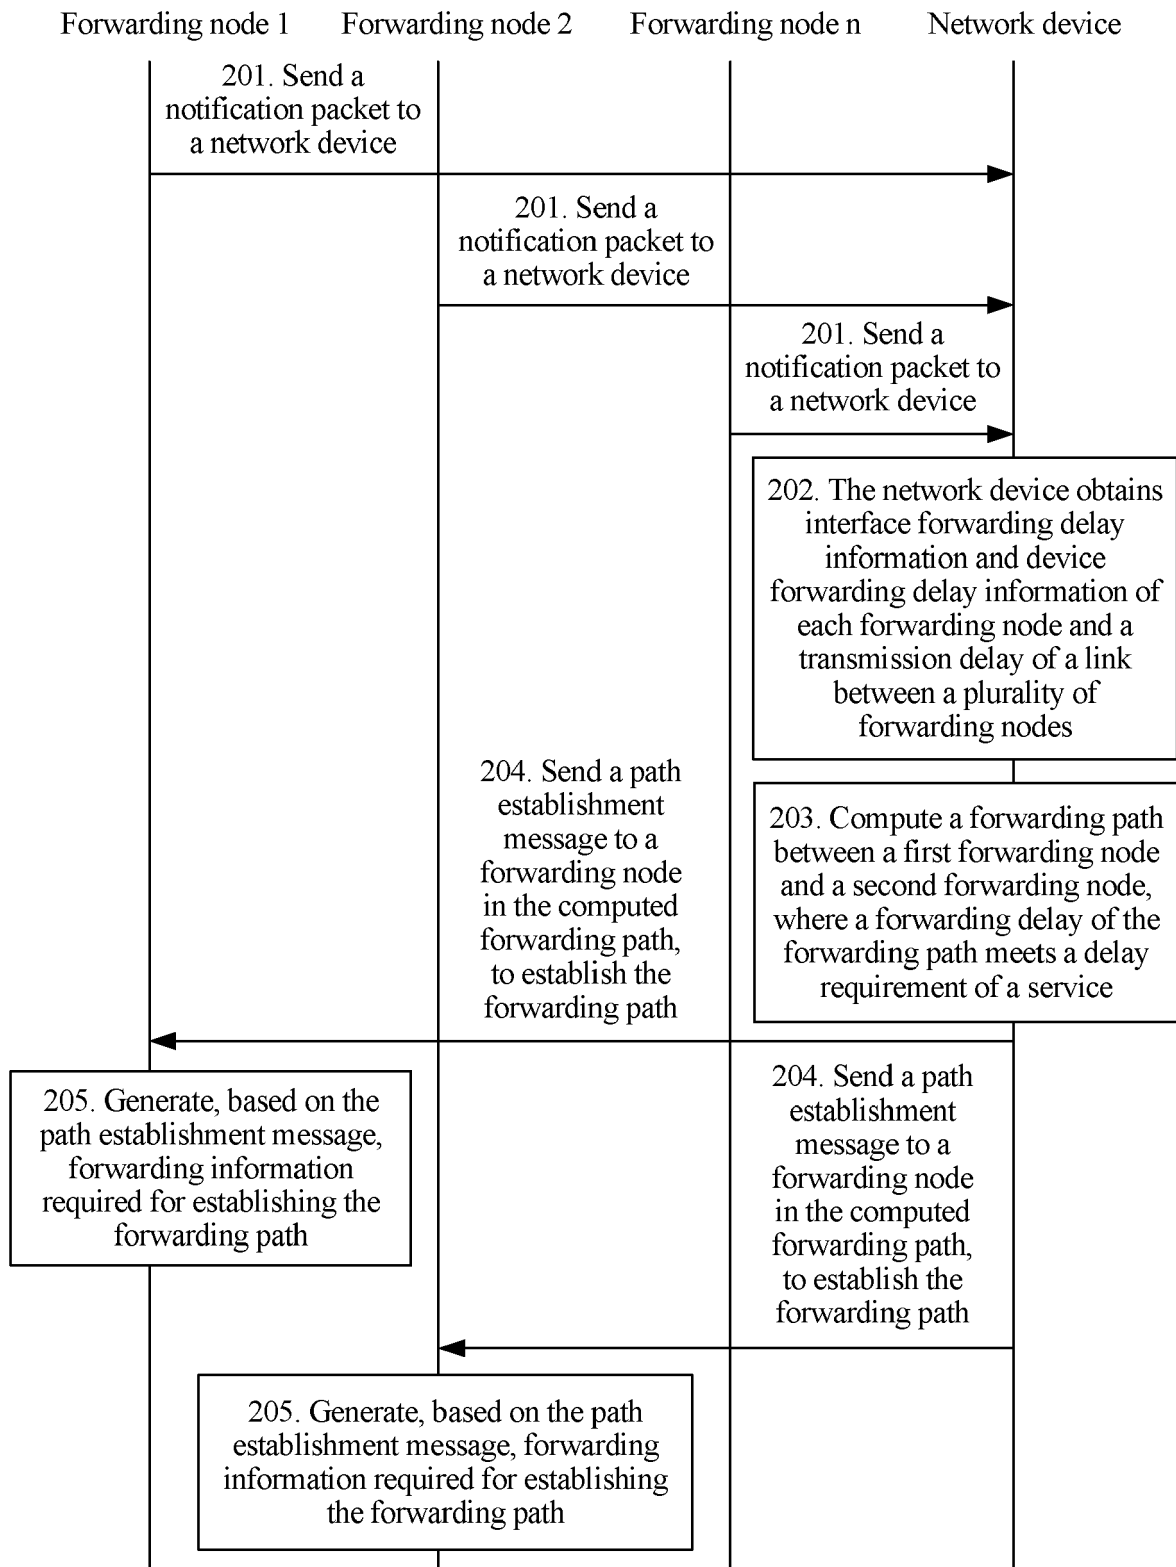 Forwarding node 1
Forwarding node 2
Forwarding node n
Network device
201. Send a
notification packet to
a network device
201. Send a
notification packet to
a network device
201. Send a
notification packet to
a network device
202. The network device obtains
interface forwarding delay
information and device
forwarding delay information of
each forwarding node and a
transmission delay of a link
between a plurality of
forwarding nodes
203. Compute a forwarding path
between a first forwarding node
and a second forwarding node,
where a forwarding delay of the
forwarding path meets a delay
requirement of a service
204. Send a path
establishment
message to a
forwarding node
in the computed
forwarding path,
to establish the
forwarding path
205. Generate, based on the
path establishment message,
forwarding information
required for establishing the
forwarding path
204. Send a path
establishment
message to a
forwarding node
in the computed
forwarding path,
to establish the
forwarding path
205. Generate, based on the path
establishment message, forwarding
information required for establishing
the forwarding path